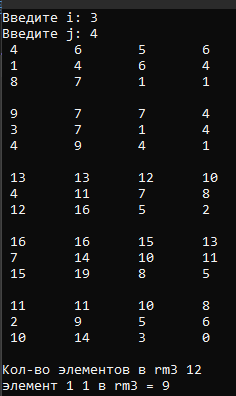 Введите i: 3
Введите j: 4
4 6 5 6
1 4 6 4
8 7 1 1
9 7 7 4
3 7 1 4
4 9 4 1
13 13 12 10
4 11 7 8
12 16 5 2
16 16 15 13
7 14 10 11
15 19 8 5
11 11 10 8
2 9 5 6
10 14 3 0
Кол-во элементов в rm3 12
элемент 1 1 в rm3 = 9